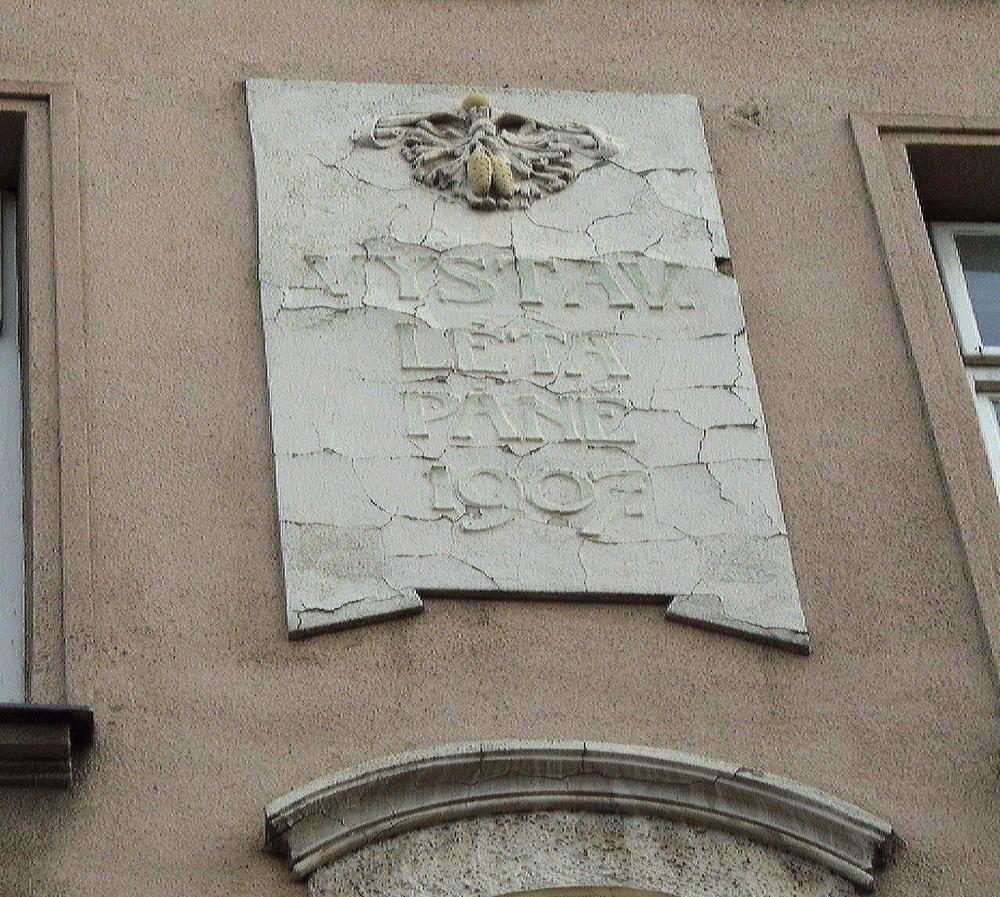 VYSTAV.
LÉTA
PÁNĚ
1907